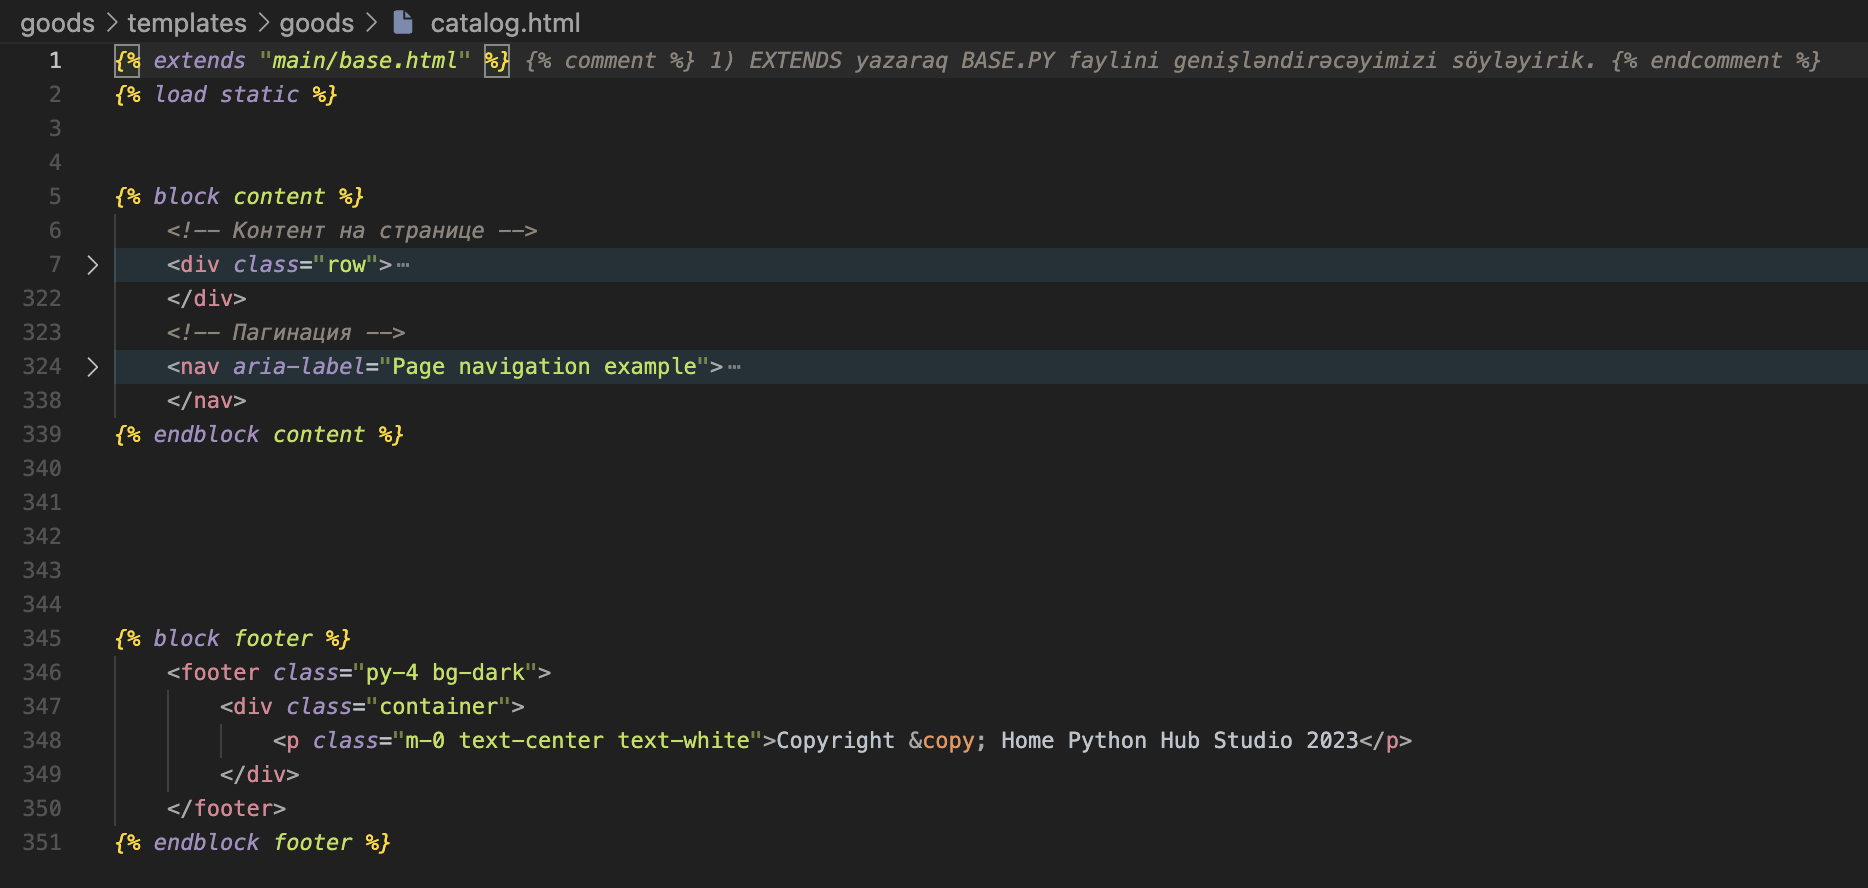 goods > templates > goods > catalog.html
1 {% extends "main/base.html" %} {% comment %} 1) EXTENDS yazaraq BASE.PY faylini genişləndirəcəyimizi söyləyirik. {% endcomment %}
2 {% load static %}
3
4
5 {% block content %}
6 <!-- Контент на странице -->
7 > <div class="row">⋯
322 </div>
323 <!-- Пагинация -->
324 > <nav aria-label="Page navigation example">⋯
338 </nav>
339 {% endblock content %}
340
341
342
343
344
345 {% block footer %}
346 <footer class="py-4 bg-dark">
347 <div class="container">
348 <p class="m-0 text-center text-white">Copyright &copy; Home Python Hub Studio 2023</p>
349 </div>
350 </footer>
351 {% endblock footer %}